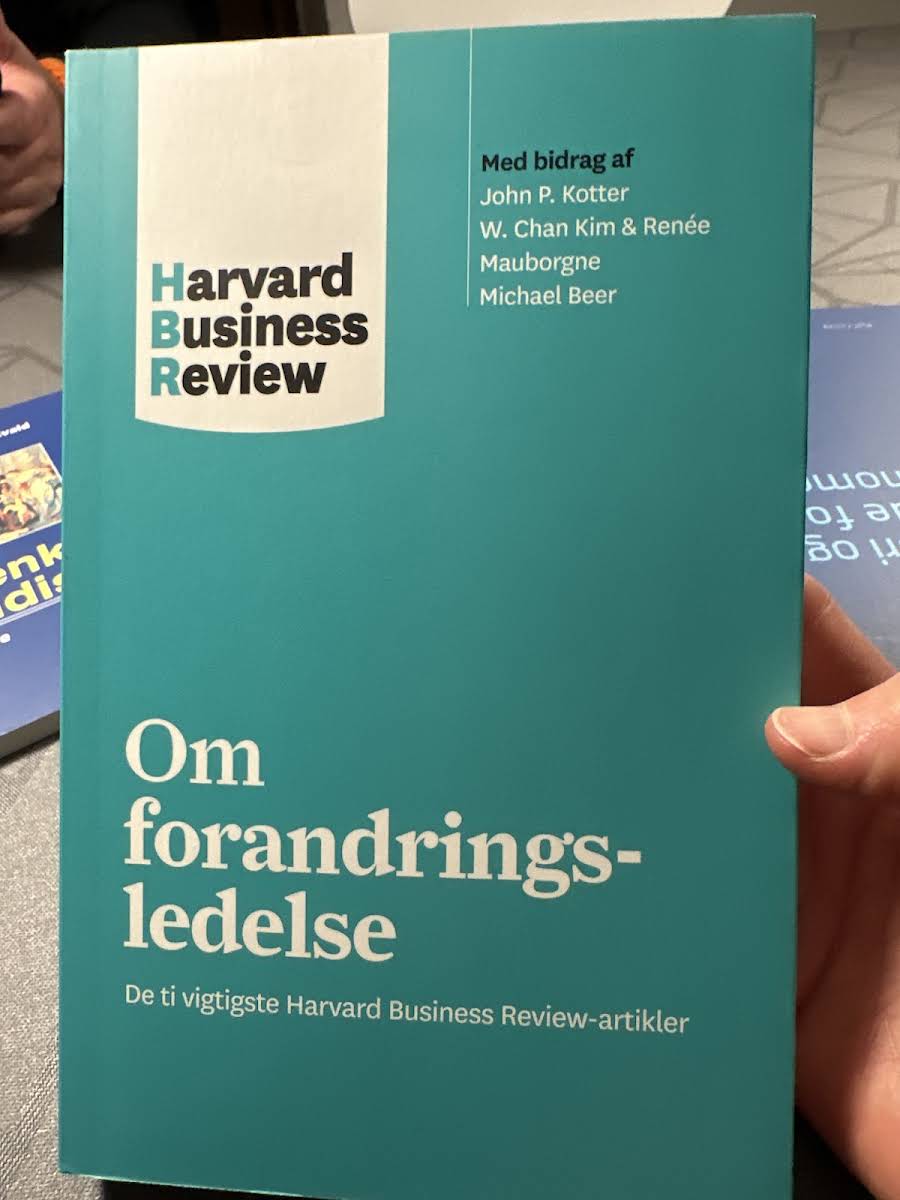 Harvard
Business
Review
Med bidrag af
John P. Kotter
W. Chan Kim & Renée
Mauborgne
Michael Beer
Om
forandrings-
ledelse
De ti vigtigste Harvard Business Review-artikler